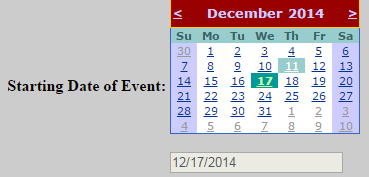 < December 2014 >
Su Mo Tu We Th Fr Sa
30 1 2 3 4 5 6
7 8 9 10 11 12 13
Starting Date of Event:
14 15 16 17 18 19 20
21 22 23 24 25 26 27
28 29 30 31 1 2 3
4 5 6 7 8 9 10
12/17/2014